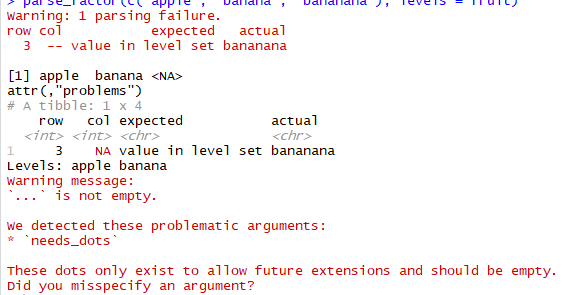 > parse_factor(c("apple", "banana", "bananana"), levels = fruit)
Warning: 1 parsing failure.
row col           expected   actual
  3  -- value in level set bananana
[1] apple  banana <NA>
attr(,"problems")
# A tibble: 1 x 4
    row   col expected           actual
  <int> <int> <chr>              <chr>
1     3    NA value in level set bananana
Levels: apple banana
Warning message:
`...` is not empty.
We detected these problematic arguments:
* `needs_dots`
These dots only exist to allow future extensions and should be empty.
Did you misspecify an argument?